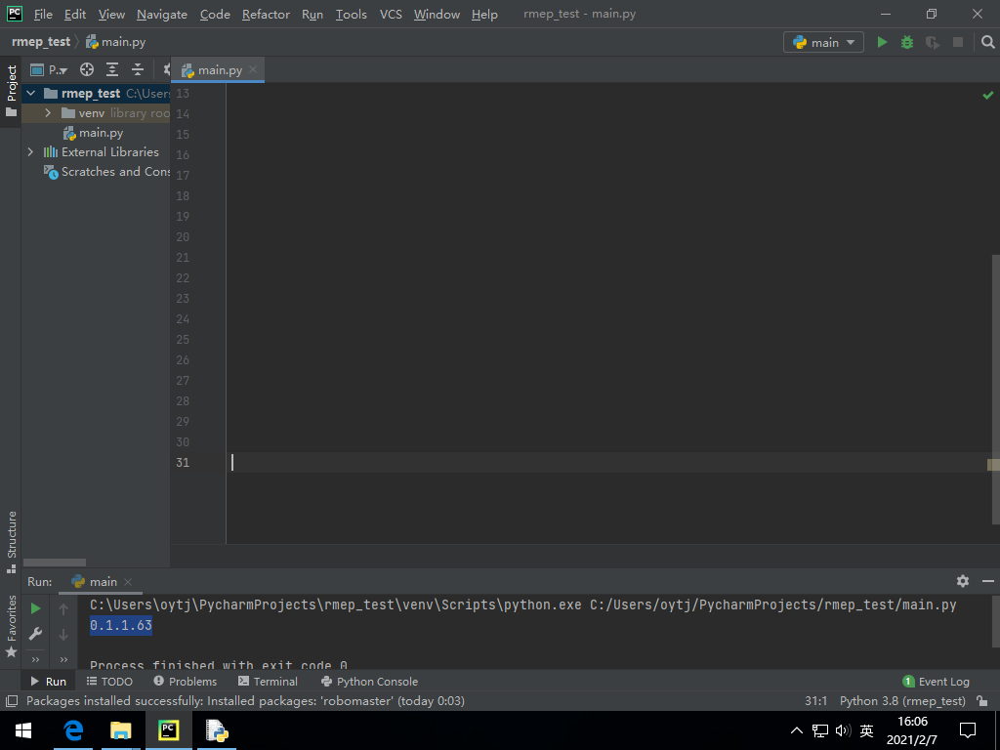 PC File Edit View Navigate Code Refactor Run Tools VCS Window Help rmep_test - main.py
rmep_test main.py main
Project P.. main.py
rmep_test C:\Users
venv library roo
main.py
External Libraries
Scratches and Cons
13
14
15
16
17
18
19
20
21
22
23
24
25
26
27
28
29
30
31
Structure
Favorites
Run: main
C:\Users\oytj\PycharmProjects\rmep_test\venv\Scripts\python.exe C:/Users/oytj/PycharmProjects/rmep_test/main.py
0.1.1.63
Process finished with exit code 0
Run TODO Problems Terminal Python Console 1 Event Log
Packages installed successfully: Installed packages: 'robomaster' (today 0:03) 31:1 Python 3.8 (rmep_test)
PC 英 16:06
2021/2/7